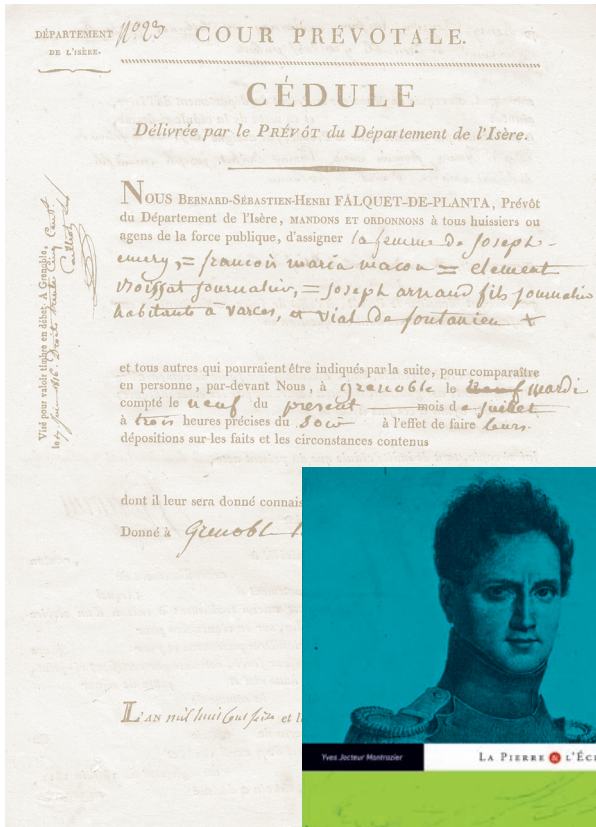 DÉPARTEMENT
DE L'ISÈRE.
N.o 23
COUR PRÉVOTALE.
CÉDULE
Délivrée par le PRÉVÔT du Département de l'Isère.
NOUS BERNARD-SÉBASTIEN-HENRI FALQUET-DE-PLANTA, Prévôt
du Département de l'Isère, MANDONS ET ORDONNONS à tous huissiers ou
agens de la force publique, d'assigner la femme de Joseph
emery, = francois maria macon = element
Troissat journalier, = joseph arnaud fils journalier
habitants à varces, et vial de fontanieu
et tous autres qui pourraient être indiqués par la suite, pour comparaître
en personne, par-devant Nous, à grenoble le neuf mardi
compté le neuf du present mois de juillet
à trois heures précises du soir à l'effet de faire leurs
dépositions sur les faits et les circonstances contenus
dont il leur sera donné connais
Donné à Grenoble
L'AN mil huit cent seize et l
Visé pour valoir timbre en débet. A Grenoble,
Yves Jocteur Montrozier
LA PIERRE & L'ÉC